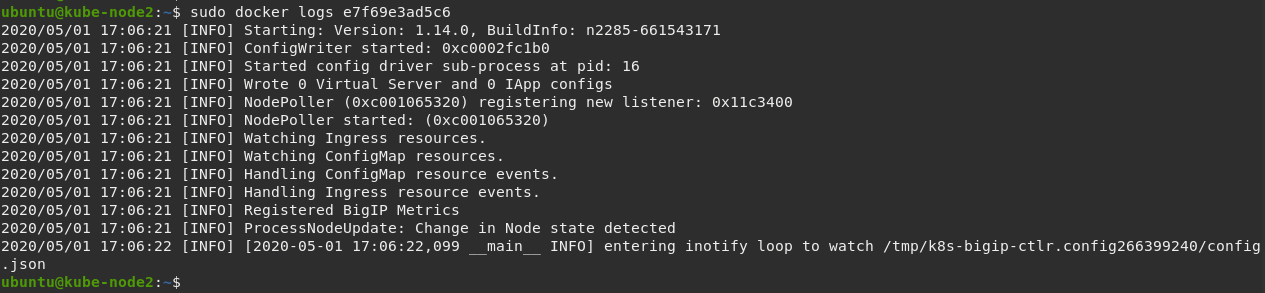 ubuntu@kube-node2:~$ sudo docker logs e7f69e3ad5c6
2020/05/01 17:06:21 [INFO] Starting: Version: 1.14.0, BuildInfo: n2285-661543171
2020/05/01 17:06:21 [INFO] ConfigWriter started: 0xc0002fc1b0
2020/05/01 17:06:21 [INFO] Started config driver sub-process at pid: 16
2020/05/01 17:06:21 [INFO] Wrote 0 Virtual Server and 0 IApp configs
2020/05/01 17:06:21 [INFO] NodePoller (0xc001065320) registering new listener: 0x11c3400
2020/05/01 17:06:21 [INFO] NodePoller started: (0xc001065320)
2020/05/01 17:06:21 [INFO] Watching Ingress resources.
2020/05/01 17:06:21 [INFO] Watching ConfigMap resources.
2020/05/01 17:06:21 [INFO] Handling ConfigMap resource events.
2020/05/01 17:06:21 [INFO] Handling Ingress resource events.
2020/05/01 17:06:21 [INFO] Registered BigIP Metrics
2020/05/01 17:06:21 [INFO] ProcessNodeUpdate: Change in Node state detected
2020/05/01 17:06:22 [INFO] [2020-05-01 17:06:22,099 __main__ INFO] entering inotify loop to watch /tmp/k8s-bigip-ctlr.config266399240/config
.json
ubuntu@kube-node2:~$